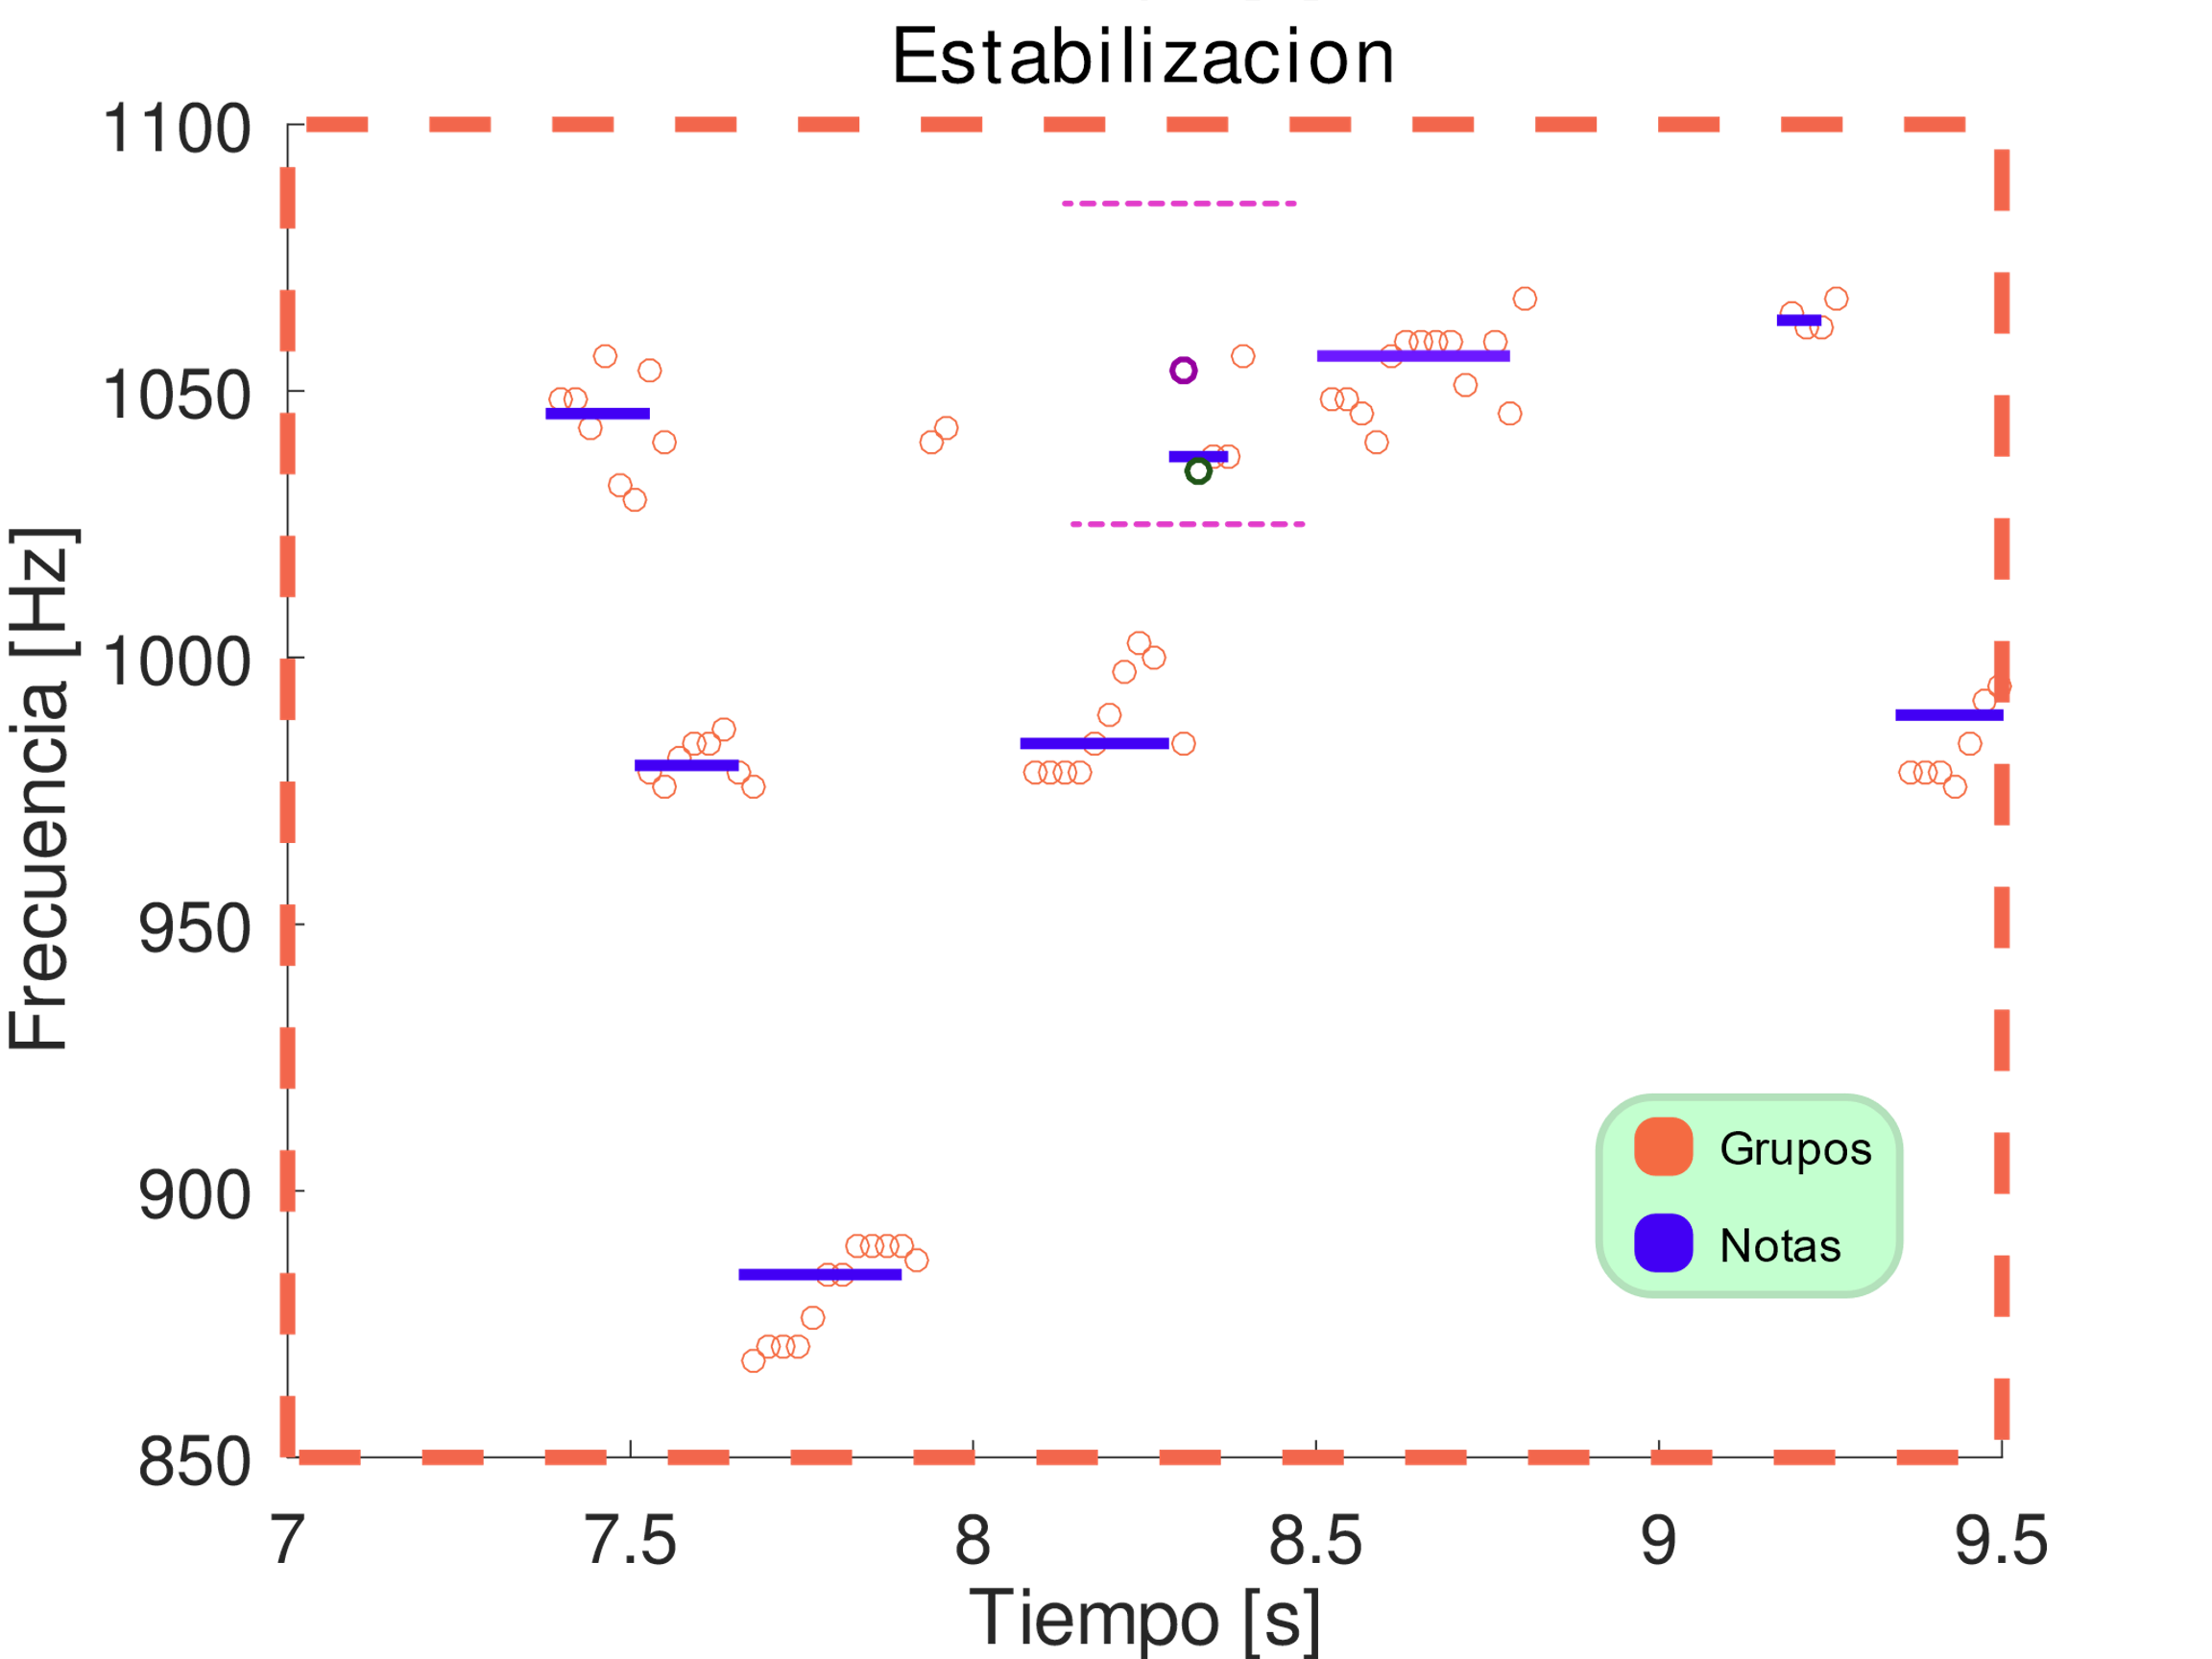 Estabilizacion
1100
1050
1000
950
900
850
Frecuencia [Hz]
Grupos
Notas
7 7.5 8 8.5 9 9.5
Tiempo [s]